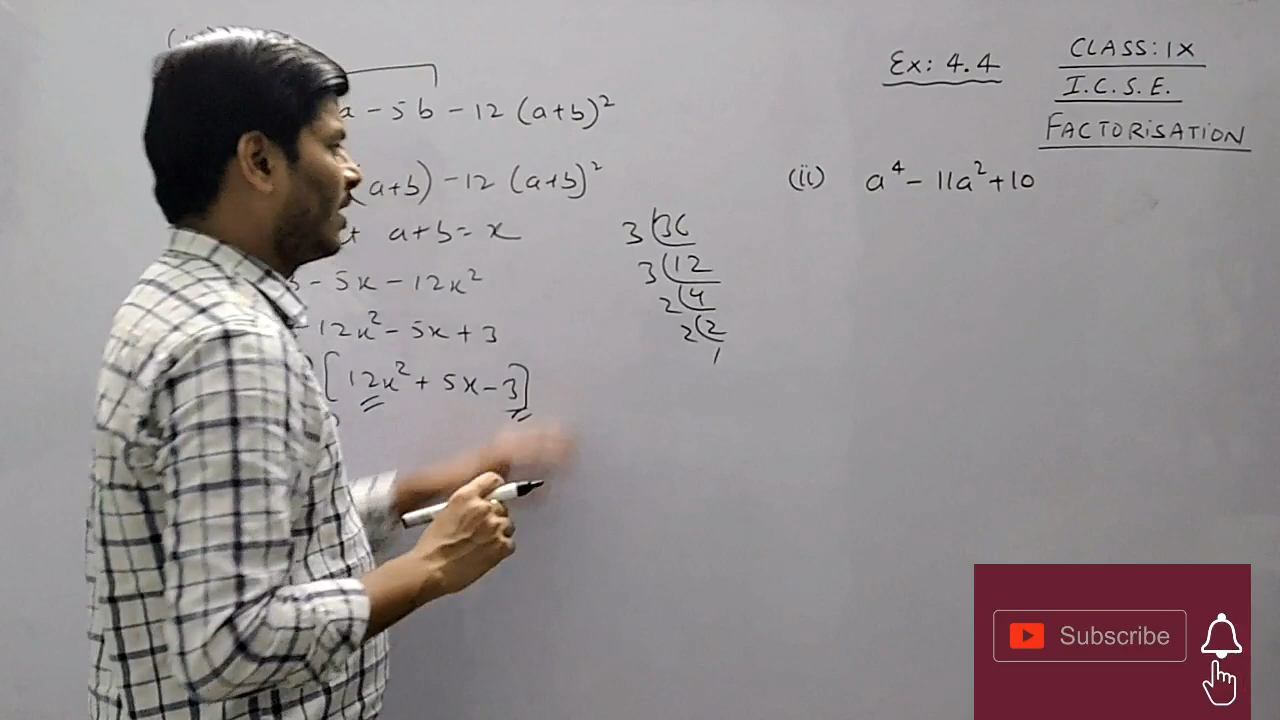 a - 5b - 12 (a+b)²
(a+b) - 12 (a+b)²
a+b = x
3 - 5x - 12x²
- 12x² - 5x + 3
[12x² + 5x - 3]
3 36
3 12
2 4
2 2
1
Ex: 4.4
CLASS: IX
I.C.S.E.
FACTORISATION
(ii) a⁴ - 11a² + 10
Subscribe